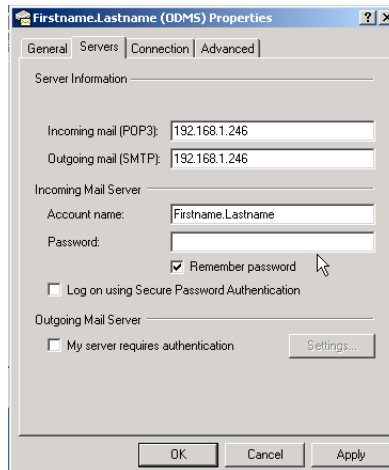 Firstname.Lastname (ODMS) Properties
General Servers Connection Advanced
Server Information
Incoming mail (POP3): 192.168.1.246
Outgoing mail (SMTP): 192.168.1.246
Incoming Mail Server
Account name: Firstname.Lastname
Password:
Remember password
Log on using Secure Password Authentication
Outgoing Mail Server
My server requires authentication Settings...
OK Cancel Apply